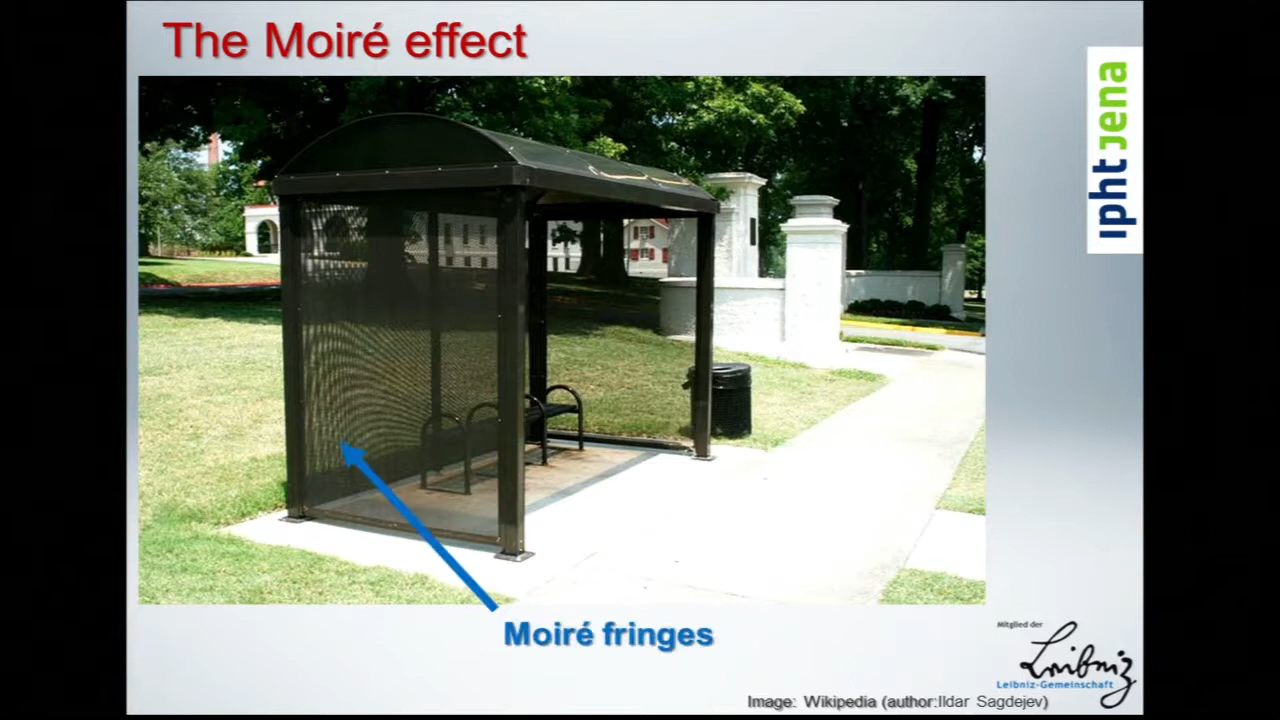 The Moiré effect
ipht jena
Moiré fringes
Mitglied der
Leibniz
Leibniz-Gemeinschaft
Image: Wikipedia (author:Ildar Sagdejev)